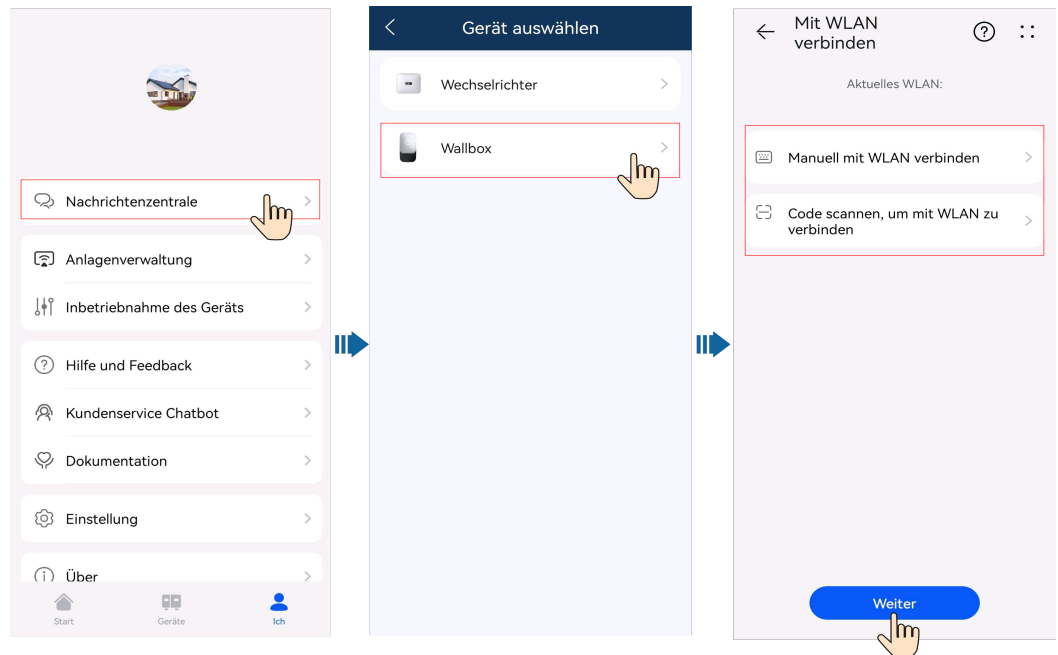 Nachrichtenzentrale
Anlagenverwaltung
Inbetriebnahme des Geräts
Hilfe und Feedback
Kundenservice Chatbot
Dokumentation
Einstellung
Über
Start
Geräte
Ich
Gerät auswählen
Wechselrichter
Wallbox
Mit WLAN
verbinden
Aktuelles WLAN:
Manuell mit WLAN verbinden
Code scannen, um mit WLAN zu
verbinden
Weiter